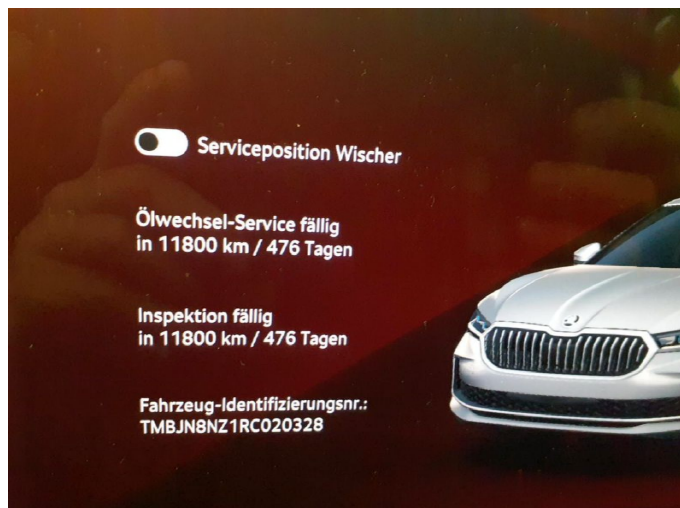 Serviceposition Wischer
Ölwechsel-Service fällig
in 11800 km / 476 Tagen
Inspektion fällig
in 11800 km / 476 Tagen
Fahrzeug-Identifizierungsnr.:
TMBJN8NZ1RC020328